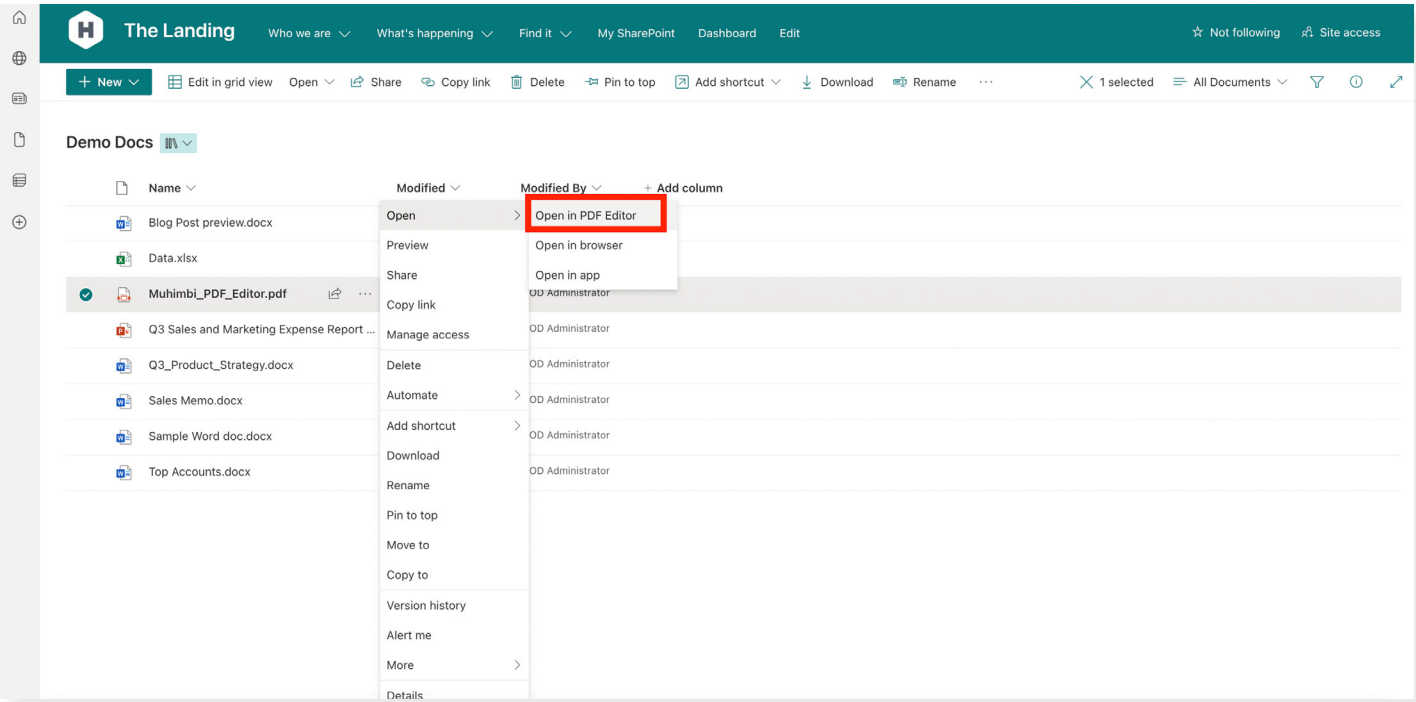 H The Landing Who we are What's happening Find it My SharePoint Dashboard Edit Not following Site access
New Edit in grid view Open Share Copy link Delete Pin to top Add shortcut Download Rename ... 1 selected All Documents
Demo Docs
Name Modified Modified By + Add column
Blog Post preview.docx Open Open in PDF Editor
Preview Open in browser
Data.xlsx
Share Open in app
Muhimbi_PDF_Editor.pdf ... OD Administrator
Copy link
Q3 Sales and Marketing Expense Report ... OD Administrator
Manage access
Q3_Product_Strategy.docx Delete OD Administrator
Sales Memo.docx Automate OD Administrator
Add shortcut
Sample Word doc.docx OD Administrator
Download
Top Accounts.docx OD Administrator
Rename
Pin to top
Move to
Copy to
Version history
Alert me
More
Details